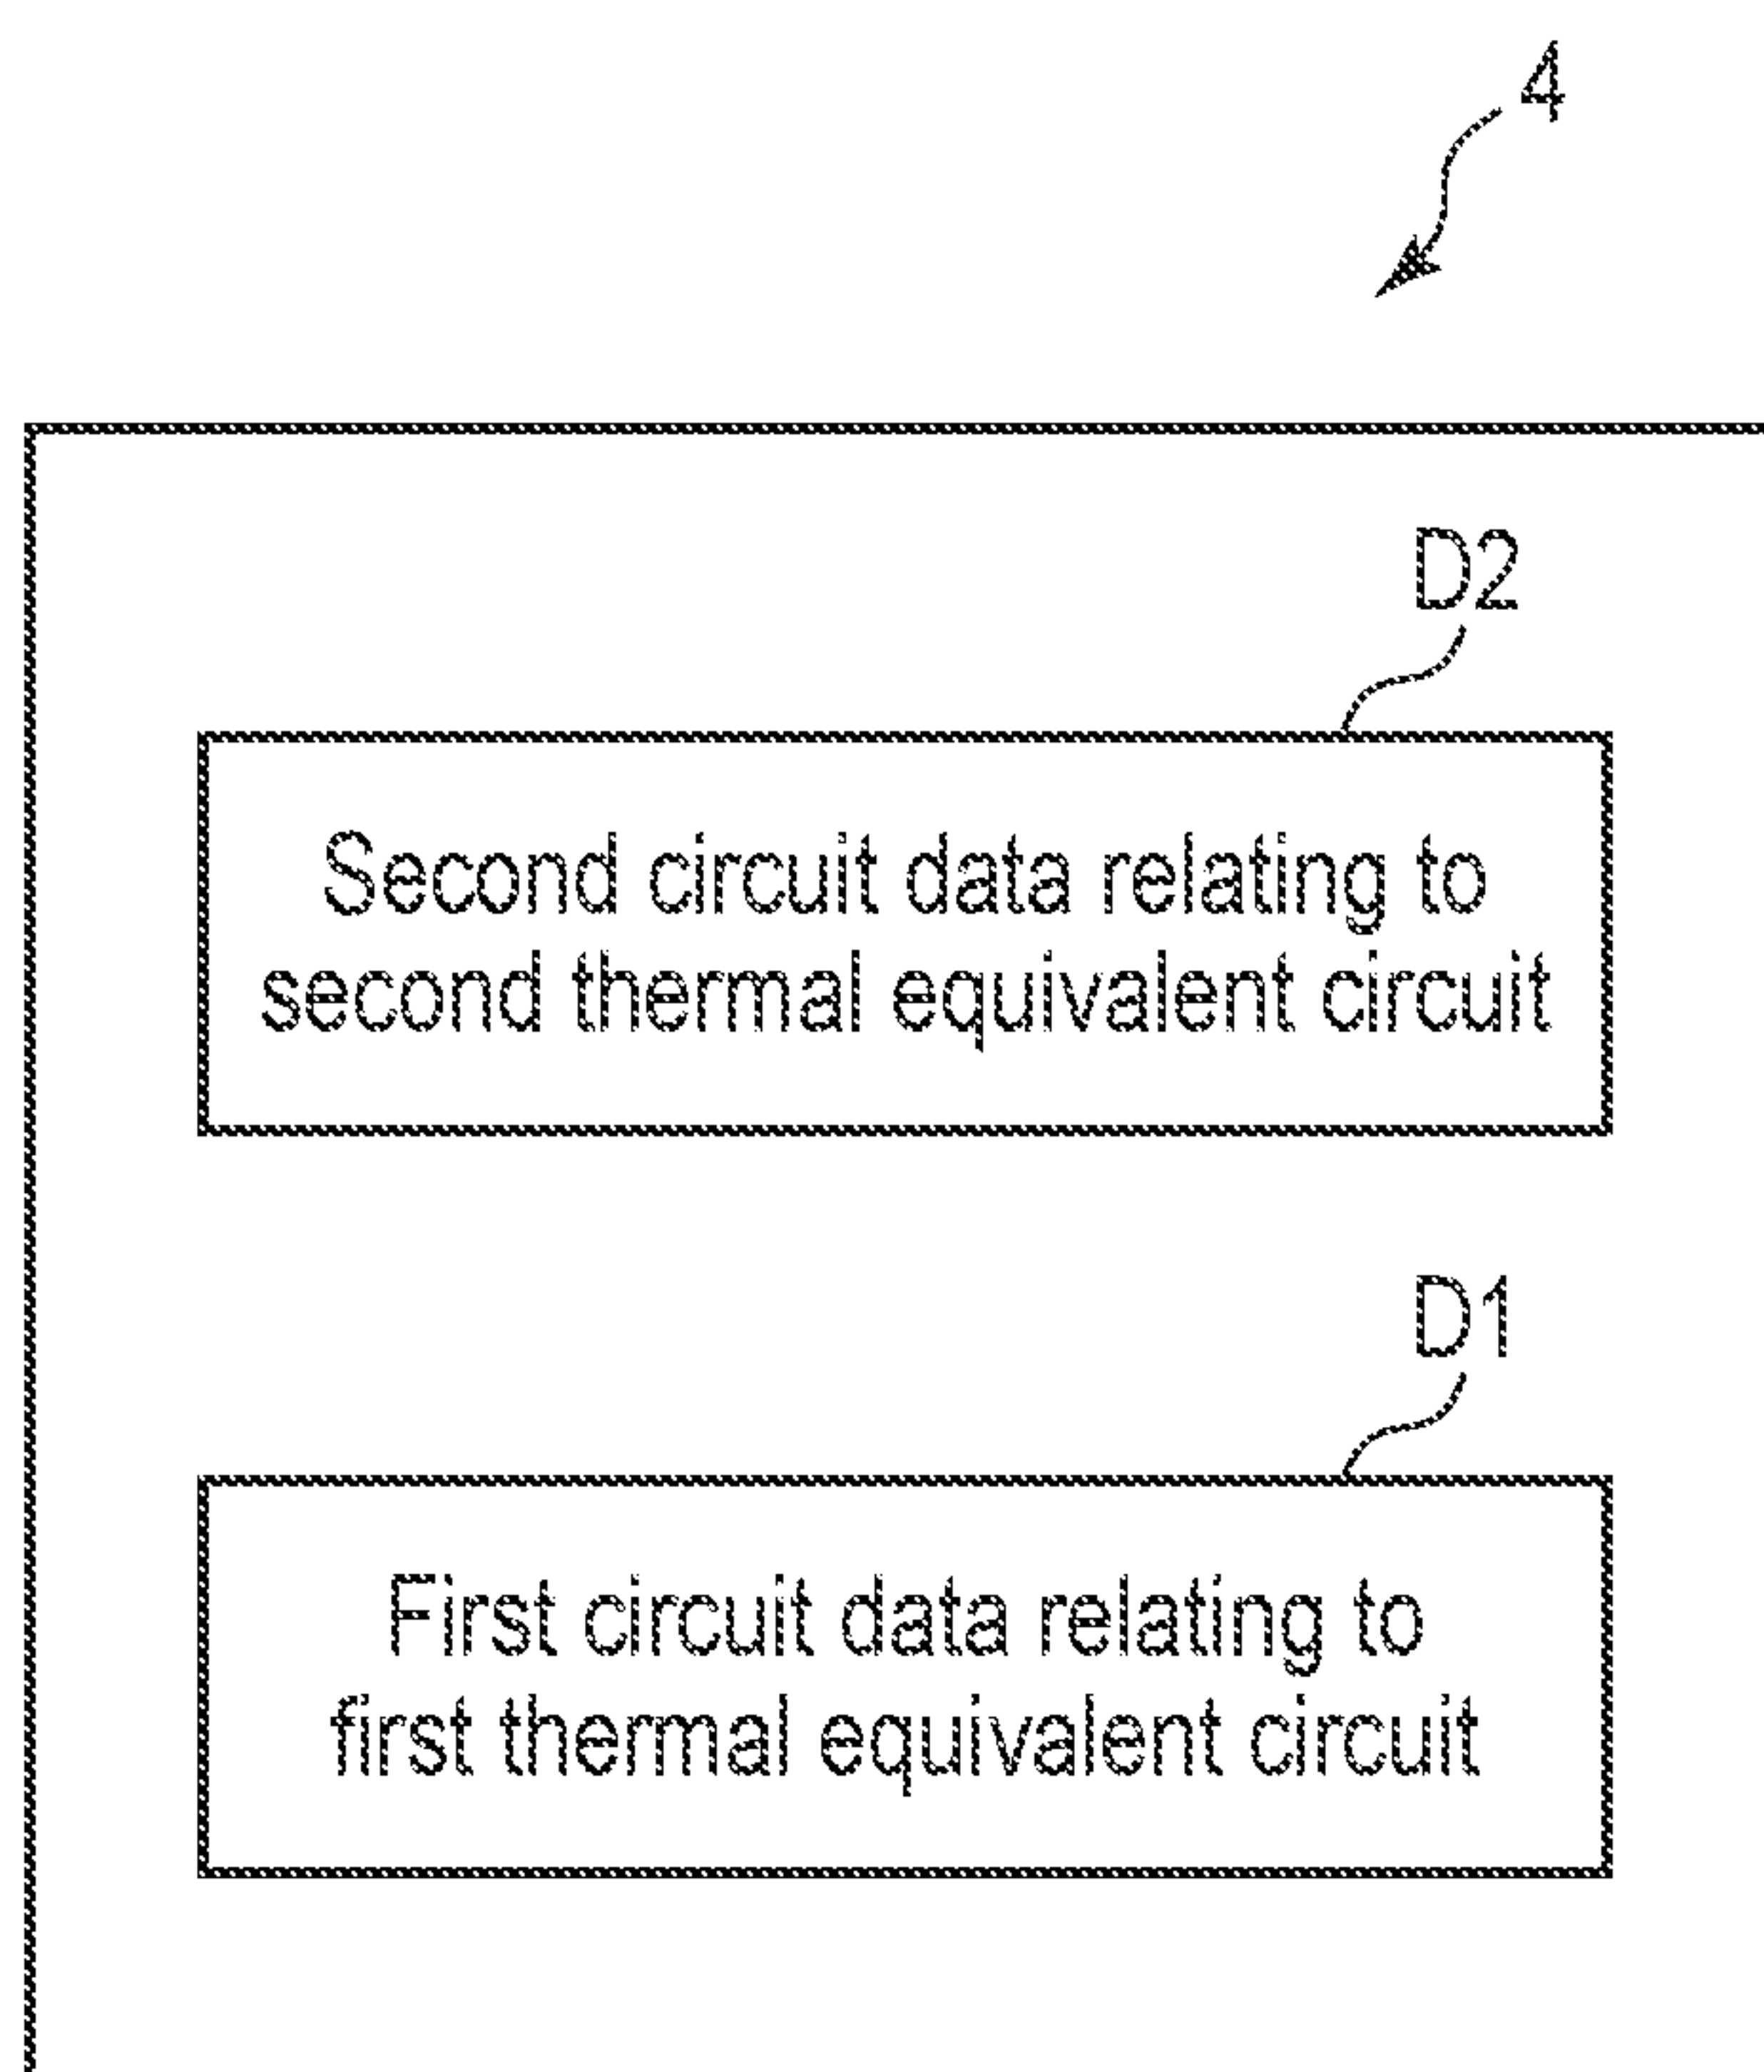 4
D2
Second circuit data relating to
second thermal equivalent circuit
D1
First circuit data relating to
first thermal equivalent circuit